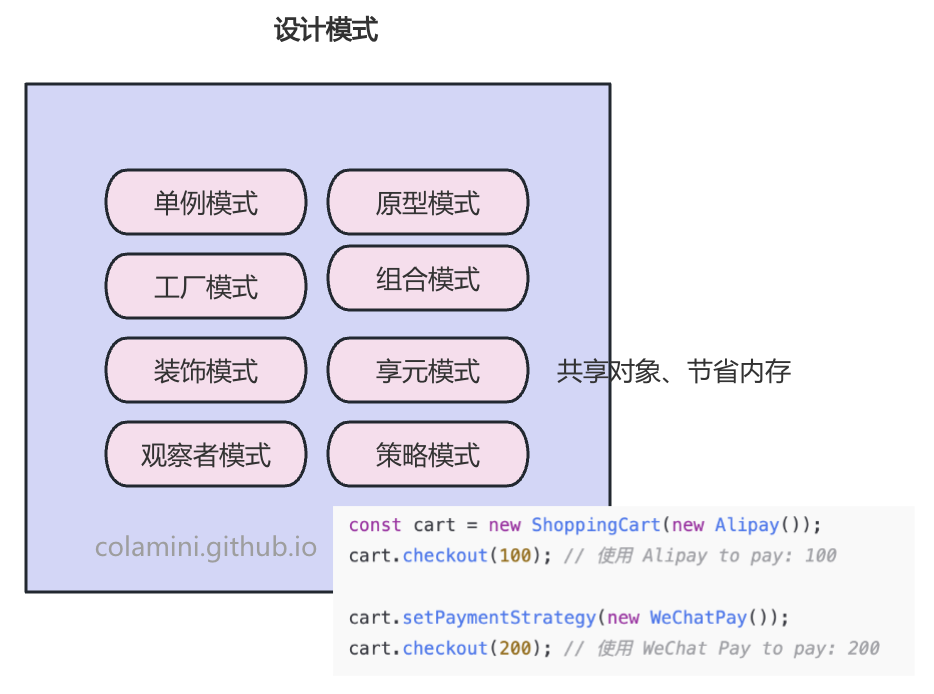 设计模式
单例模式
原型模式
工厂模式
组合模式
装饰模式
享元模式
共享对象、节省内存
观察者模式
策略模式
colamini.github.io
const cart = new ShoppingCart(new Alipay());
cart.checkout(100); // 使用 Alipay to pay: 100
cart.setPaymentStrategy(new WeChatPay());
cart.checkout(200); // 使用 WeChat Pay to pay: 200